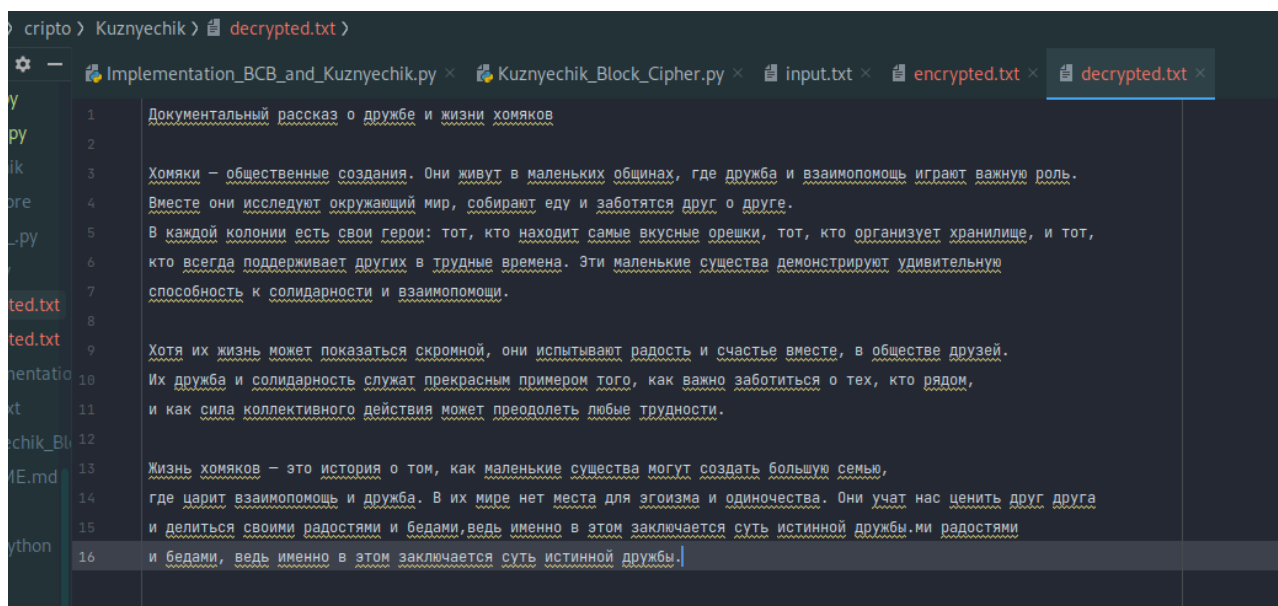 cripto › Kuznyechik › decrypted.txt ›
Implementation_BCB_and_Kuznyechik.py × Kuznyechik_Block_Cipher.py × input.txt × encrypted.txt × decrypted.txt ×
1 Документальный рассказ о дружбе и жизни хомяков
2
3 Хомяки — общественные создания. Они живут в маленьких общинах, где дружба и взаимопомощь играют важную роль.
4 Вместе они исследуют окружающий мир, собирают еду и заботятся друг о друге.
5 В каждой колонии есть свои герои: тот, кто находит самые вкусные орешки, тот, кто организует хранилище, и тот,
6 кто всегда поддерживает других в трудные времена. Эти маленькие существа демонстрируют удивительную
7 способность к солидарности и взаимопомощи.
8
9 Хотя их жизнь может показаться скромной, они испытывают радость и счастье вместе, в обществе друзей.
10 Их дружба и солидарность служат прекрасным примером того, как важно заботиться о тех, кто рядом,
11 и как сила коллективного действия может преодолеть любые трудности.
12
13 Жизнь хомяков — это история о том, как маленькие существа могут создать большую семью,
14 где царит взаимопомощь и дружба. В их мире нет места для эгоизма и одиночества. Они учат нас ценить друг друга
15 и делиться своими радостями и бедами,ведь именно в этом заключается суть истинной дружбы.ми радостями
16 и бедами, ведь именно в этом заключается суть истинной дружбы.
y
py
ik
ore
_.py
ted.txt
ted.txt
mentatio
xt
echik_Bl
ME.md
ython